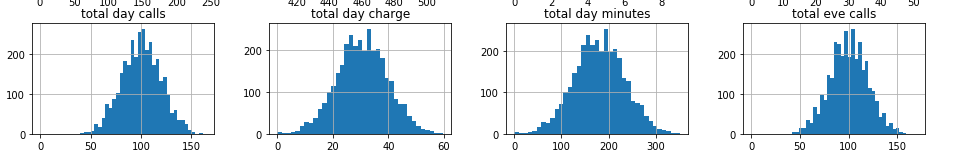 0 50 100 150 200 250 420 440 460 480 500 0 2 4 6 8 0 10 20 30 40 50
total day calls total day charge total day minutes total eve calls
200 200 200 200
100 100 100 100
0 0 0 0
0 50 100 150 0 20 40 60 0 100 200 300 0 50 100 150